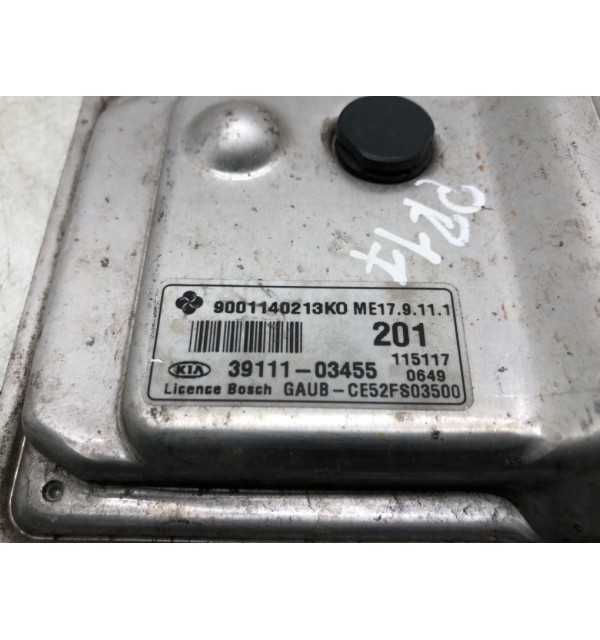 9001140213KO ME17.9.11.1
201
115117
KIA 39111-03455 0649
Licence Bosch GAUB-CE52FS03500